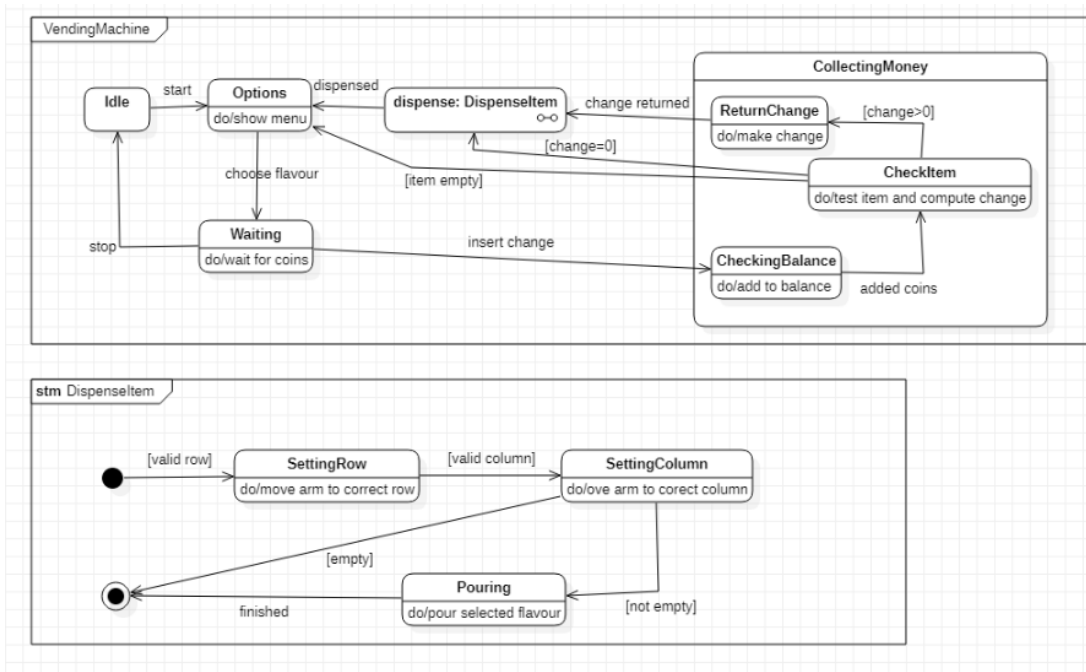 VendingMachine
CollectingMoney
Idle
start
Options
do/show menu
dispensed
dispense: DispenseItem
change returned
ReturnChange
do/make change
[change>0]
[change=0]
[item empty]
CheckItem
do/test item and compute change
choose flavour
stop
Waiting
do/wait for coins
insert change
CheckingBalance
do/add to balance
added coins
stm DispenseItem
[valid row]
SettingRow
do/move arm to correct row
[valid column]
SettingColumn
do/ove arm to corect column
[empty]
[not empty]
Pouring
do/pour selected flavour
finished